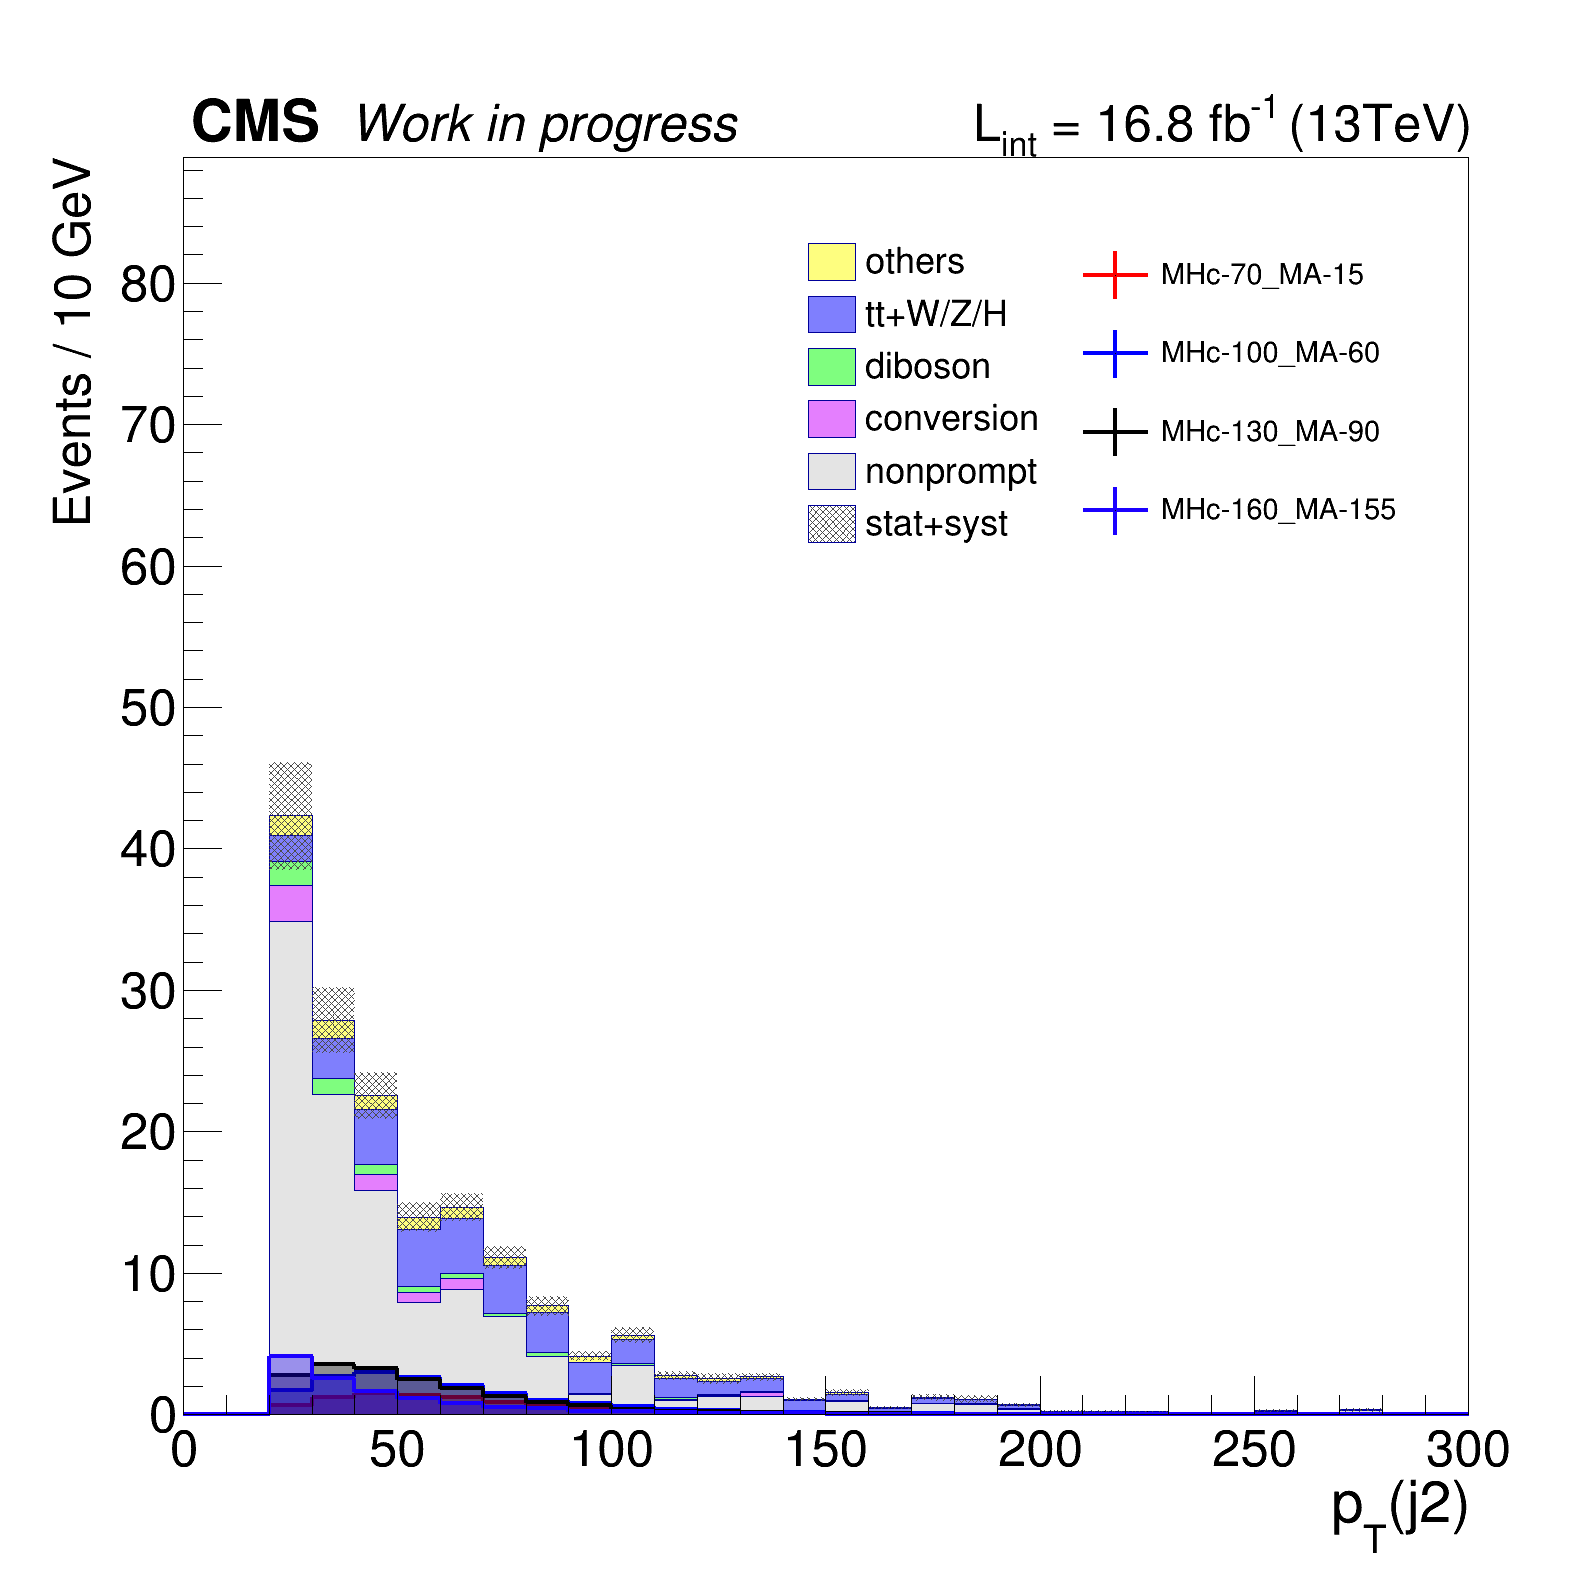 CMS Work in progress L_int = 16.8 fb^-1 (13TeV)
Events / 10 GeV
others
tt+W/Z/H
diboson
conversion
nonprompt
stat+syst
MHc-70_MA-15
MHc-100_MA-60
MHc-130_MA-90
MHc-160_MA-155
80
70
60
50
40
30
20
10
0
0 50 100 150 200 250 300
p_T(j2)